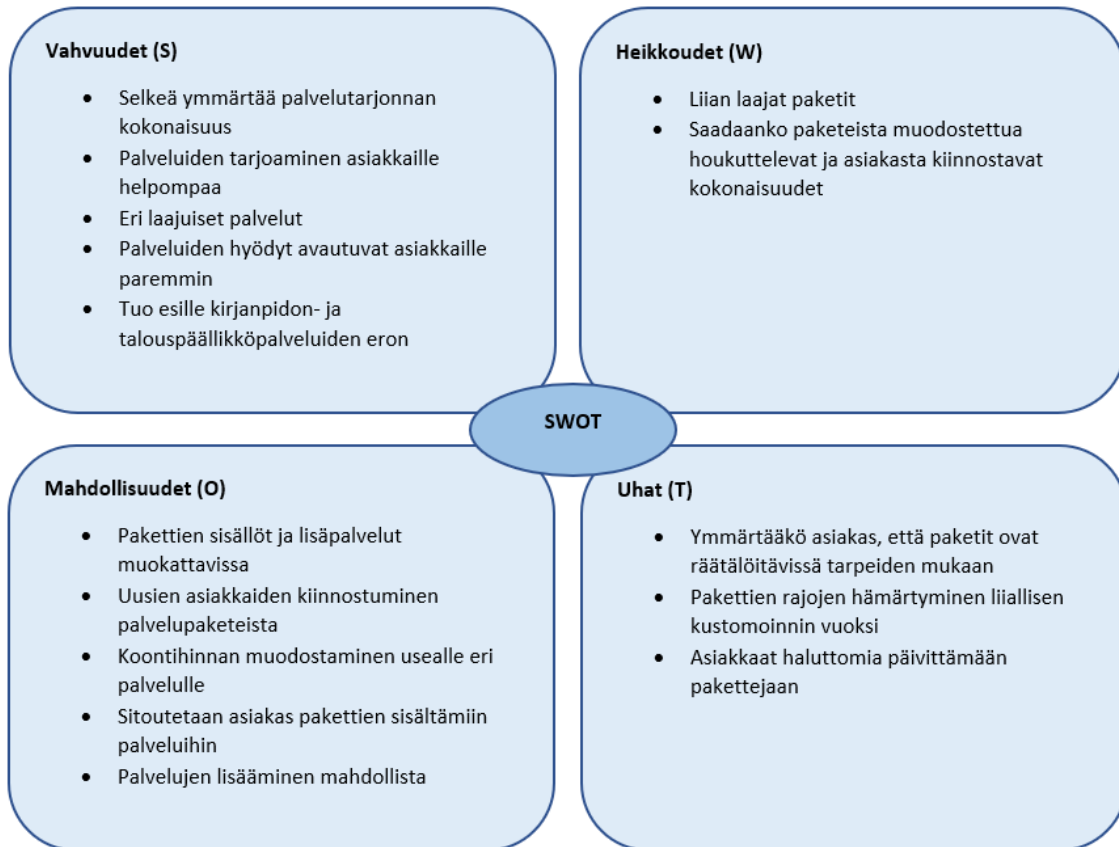 Vahvuudet (S)
• Selkeä ymmärtää palvelutarjonnan
kokonaisuus
• Palveluiden tarjoaminen asiakkaille
helpompaa
• Eri laajuiset palvelut
• Palveluiden hyödyt avautuvat asiakkaille
paremmin
• Tuo esille kirjanpidon- ja
talouspäällikköpalveluiden eron
Heikkoudet (W)
• Liian laajat paketit
• Saadaanko paketeista muodostettua
houkuttelevat ja asiakasta kiinnostavat
kokonaisuudet
SWOT
Mahdollisuudet (O)
• Pakettien sisällöt ja lisäpalvelut
muokattavissa
• Uusien asiakkaiden kiinnostuminen
palvelupaketeista
• Koontihinnan muodostaminen usealle eri
palvelulle
• Sitoutetaan asiakas pakettien sisältämiin
palveluihin
• Palvelujen lisääminen mahdollista
Uhat (T)
• Ymmärtääkö asiakas, että paketit ovat
räätälöitävissä tarpeiden mukaan
• Pakettien rajojen hämärtyminen liiallisen
kustomoinnin vuoksi
• Asiakkaat haluttomia päivittämään
pakettejaan